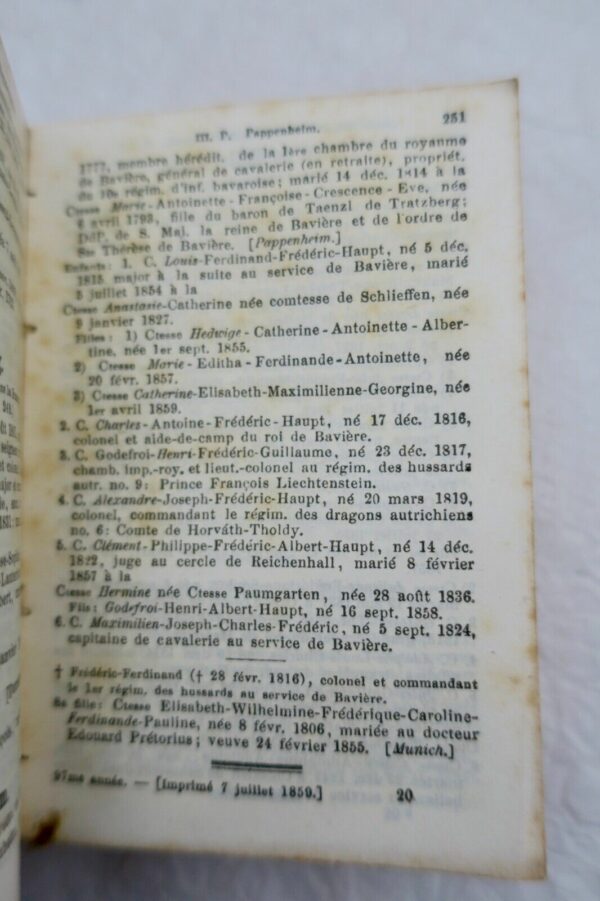 III. P. Pappenheim. 251
1777, membre hérédit. de la 1ère chambre du royaume
de Bavière, général de cavalerie (en retraite), propriét.
de régim. d'inf. bavaroise; marié 14 déc. 1814 à la
Ctesse Marie-Antoinette-Françoise-Crescence-Eve, née
6 avril 1793, fille du baron de Taenzl de Tratzberg;
DdP. de S. Maj. la reine de Bavière et de l'ordre de
Ste Thérèse de Bavière. [Pappenheim.]
Enfants: 1. C. Louis-Ferdinand-Frédéric-Haupt, né 5 déc.
1815 major à la suite au service de Bavière, marié
5 juillet 1854 à la
Ctesse Anastasie-Catherine née comtesse de Schlieffen, née
9 janvier 1827.
Filles: 1) Ctesse Hedwige-Catherine-Antoinette-Alber-
tine, née 1er sept. 1855.
2) Ctesse Marie-Editha-Ferdinande-Antoinette, née
20 févr. 1857.
3) Ctesse Catherine-Elisabeth-Maximilienne-Georgine, née
1er avril 1859.
2. C. Charles-Antoine-Frédéric-Haupt, né 17 déc. 1816,
colonel et aide-de-camp du roi de Bavière.
3. C. Godefroi-Henri-Frédéric-Guillaume, né 23 déc. 1817,
chamb. imp.-roy. et lieut.-colonel au régim. des hussards
autr. no. 9: Prince François Liechtenstein.
4. C. Alexandre-Joseph-Frédéric-Haupt, né 20 mars 1819,
colonel, commandant le régim. des dragons autrichiens
no. 6: Comte de Horváth-Tholdy.
5. C. Clément-Philippe-Frédéric-Albert-Haupt, né 14 déc.
1822, juge au cercle de Reichenhall, marié 8 février
1857 à la
Ctesse Hermine née Ctesse Paumgarten, née 28 août 1836.
Fils: Godefroi-Henri-Albert-Haupt, né 16 sept. 1858.
6. C. Maximilien-Joseph-Charles-Frédéric, né 5 sept. 1824,
capitaine de cavalerie au service de Bavière.
† Frédéric-Ferdinand († 28 févr. 1816), colonel et commandant
le 1er régim. des hussards au service de Bavière.
Sa fille: Ctesse Elisabeth-Wilhelmine-Frédérique-Caroline-
Ferdinande-Pauline, née 8 févr. 1806, mariée au docteur
Edouard Prétorius; veuve 24 février 1855. [Munich.]
97me année. — [Imprimé 7 juillet 1859.] 20